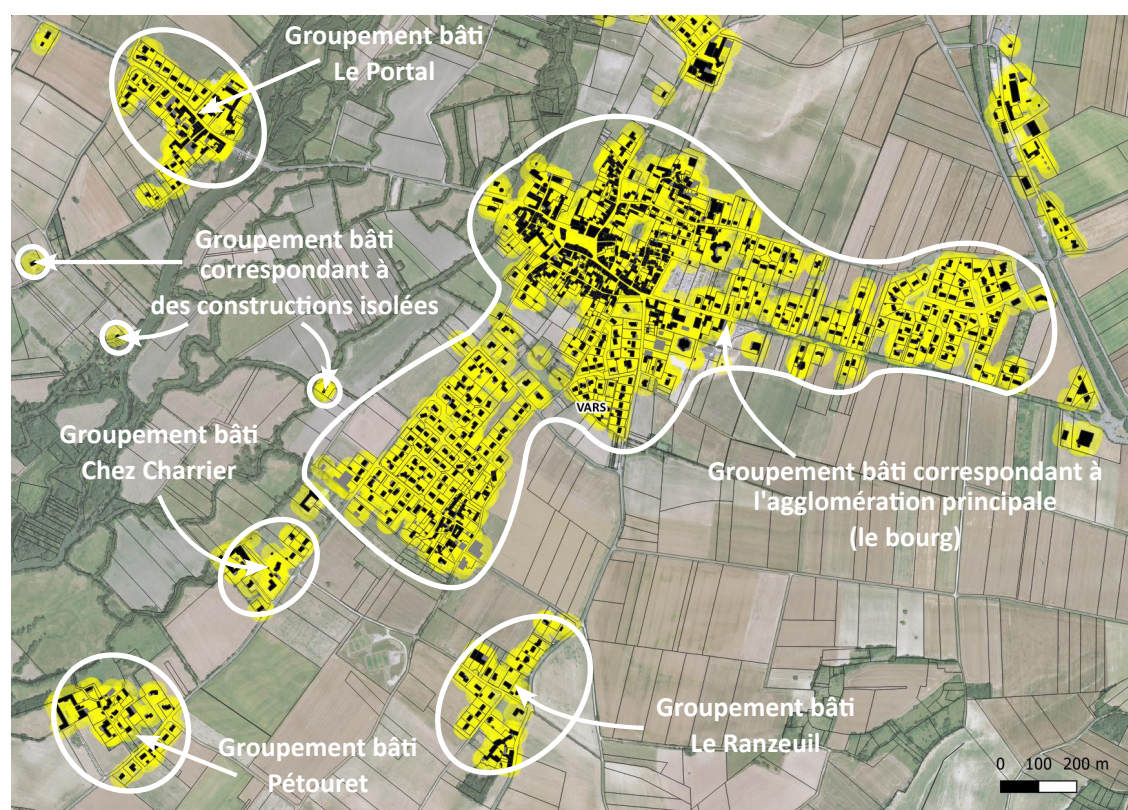 Groupement bâti
Le Portal
Groupement bâti
correspondant à
des constructions isolées
Groupement bâti
Chez Charrier
VARS
Groupement bâti correspondant à
l'agglomération principale
(le bourg)
Groupement bâti
Le Ranzeuil
Groupement bâti
Pétouret
0 100 200 m